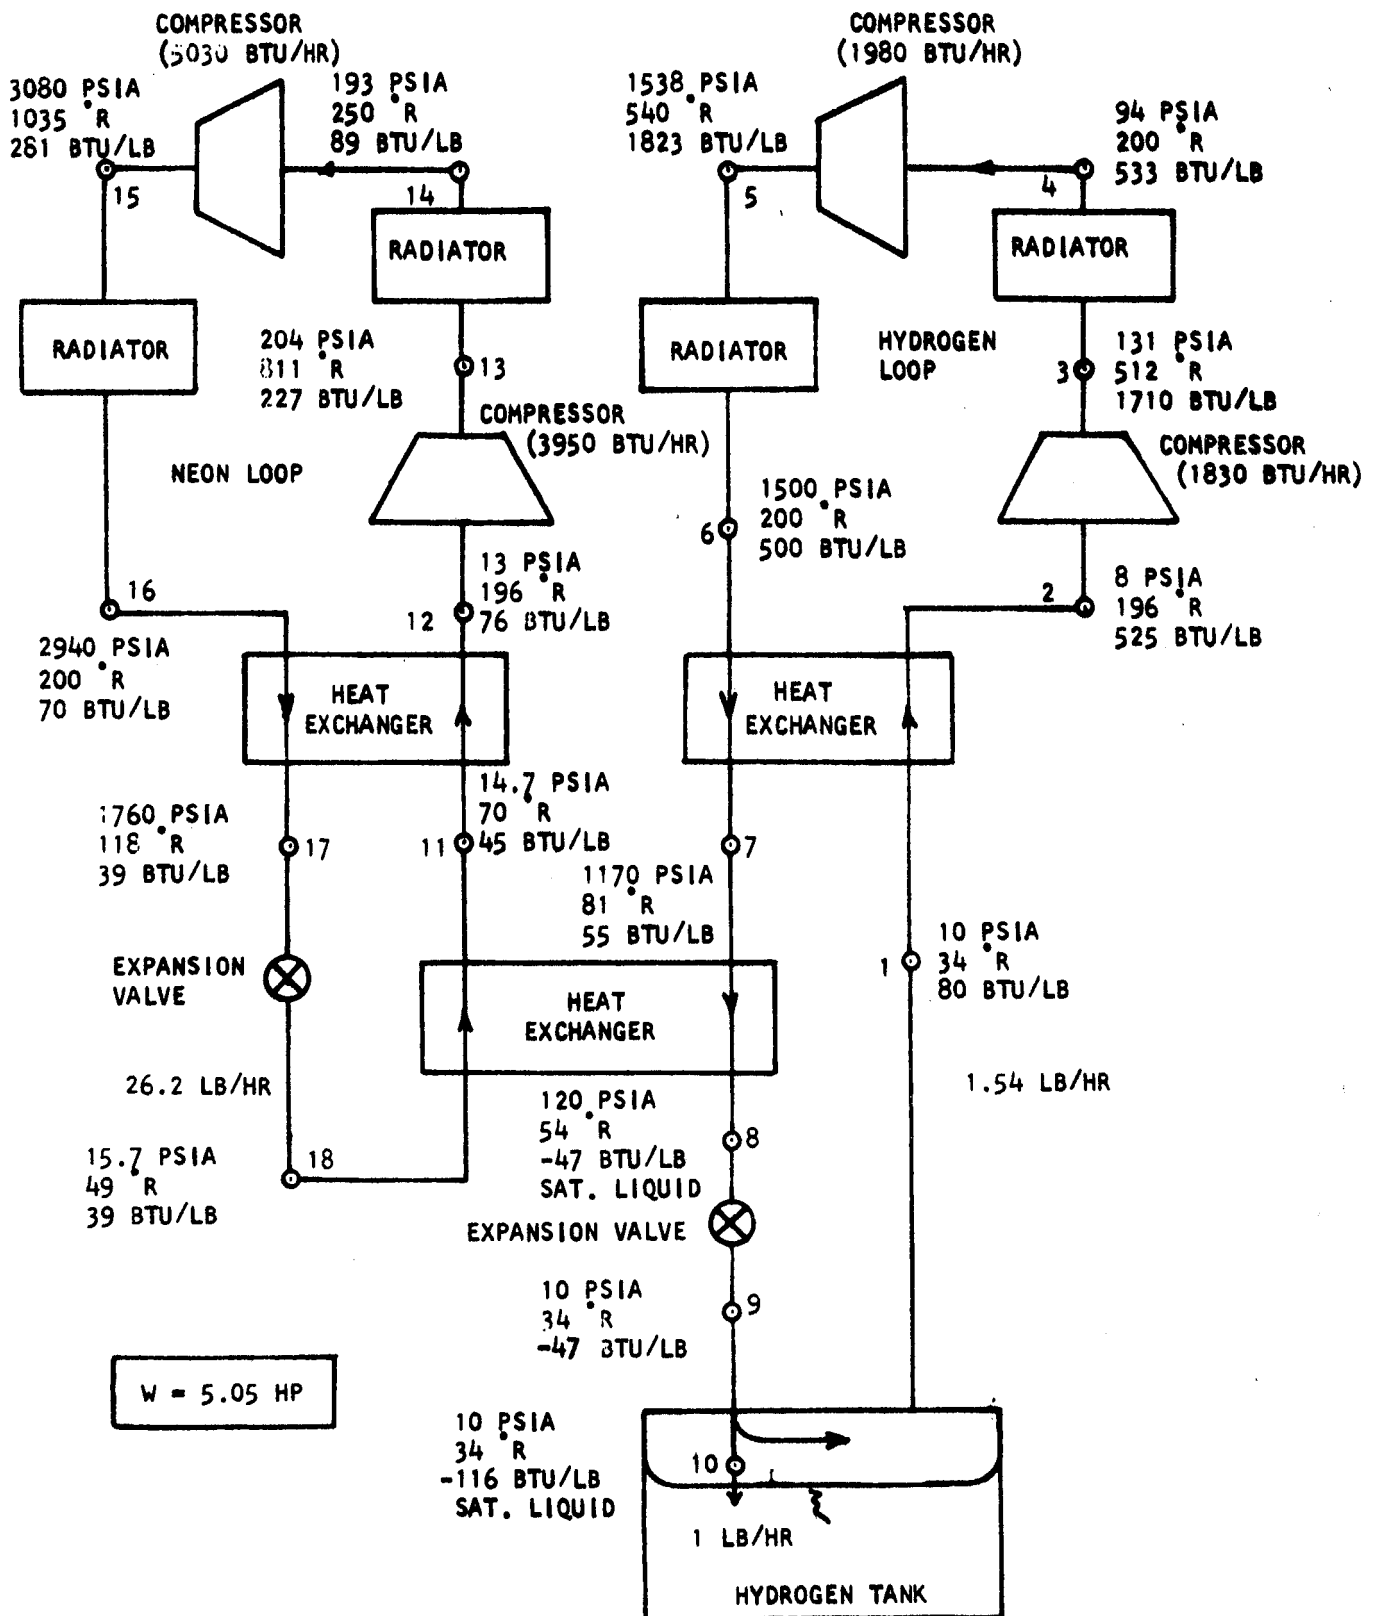 COMPRESSOR
(5030 BTU/HR)
3080 PSIA
1035 °R
281 BTU/LB
15
193 PSIA
250 °R
89 BTU/LB
14
RADIATOR
RADIATOR
204 PSIA
811 °R
227 BTU/LB
13
COMPRESSOR
(3950 BTU/HR)
NEON LOOP
13 PSIA
196 °R
76 BTU/LB
12
16
2940 PSIA
200 °R
70 BTU/LB
HEAT
EXCHANGER
14.7 PSIA
70 °R
45 BTU/LB
11
1760 PSIA
118 °R
39 BTU/LB
17
EXPANSION
VALVE
26.2 LB/HR
15.7 PSIA
49 °R
39 BTU/LB
18
COMPRESSOR
(1980 BTU/HR)
1538 PSIA
540 °R
1823 BTU/LB
5
94 PSIA
200 °R
533 BTU/LB
4
RADIATOR
RADIATOR
HYDROGEN
LOOP
131 PSIA
512 °R
1710 BTU/LB
3
COMPRESSOR
(1830 BTU/HR)
1500 PSIA
200 °R
500 BTU/LB
6
8 PSIA
196 °R
525 BTU/LB
2
HEAT
EXCHANGER
7
1170 PSIA
81 °R
55 BTU/LB
10 PSIA
34 °R
80 BTU/LB
1
HEAT
EXCHANGER
1.54 LB/HR
120 PSIA
54 °R
-47 BTU/LB
SAT. LIQUID
8
EXPANSION VALVE
10 PSIA
34 °R
-47 BTU/LB
9
W = 5.05 HP
10 PSIA
34 °R
-116 BTU/LB
SAT. LIQUID
10
1 LB/HR
HYDROGEN TANK